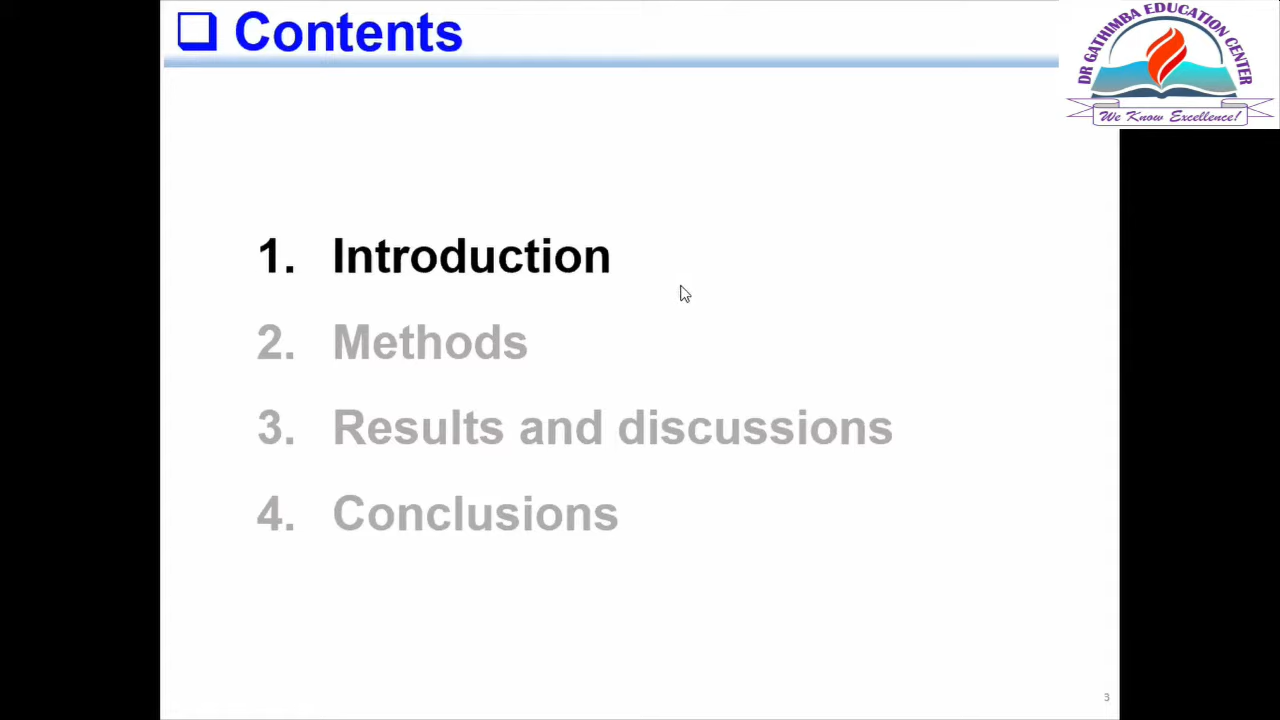 Contents
DR GATHIMBA EDUCATION CENTER
We Know Excellence!
1. Introduction
2. Methods
3. Results and discussions
4. Conclusions
3